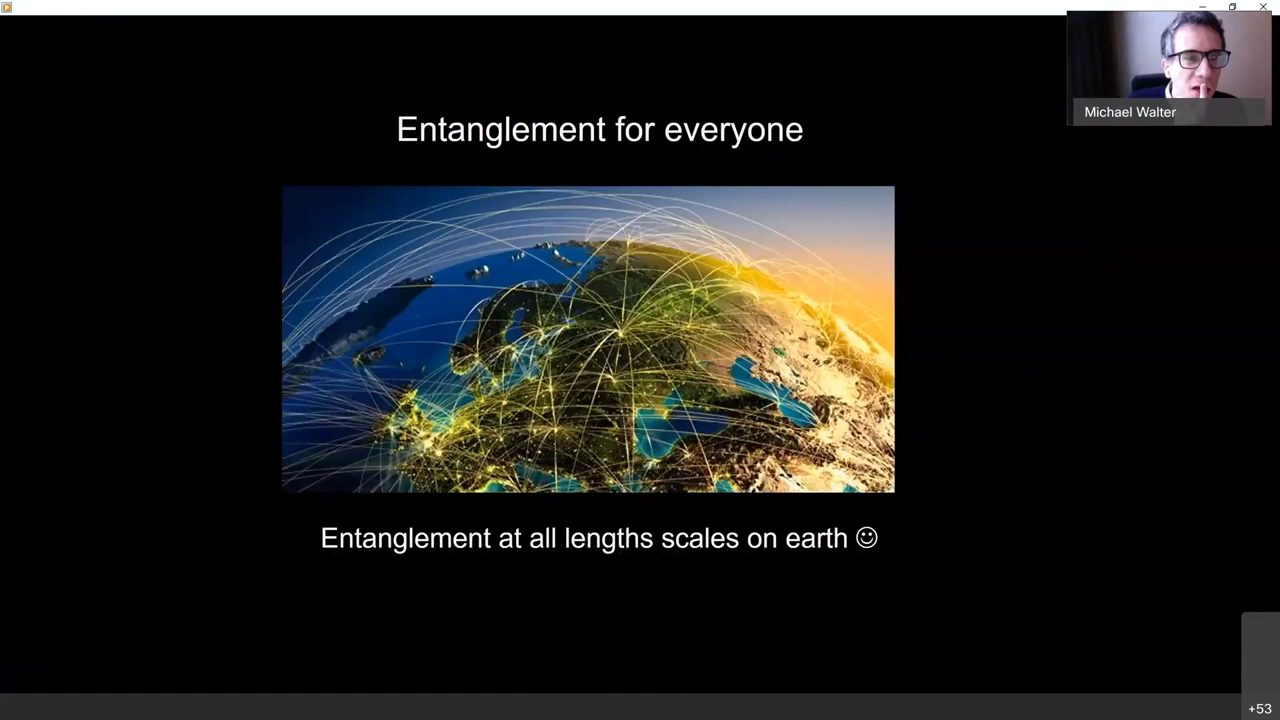 Michael Walter
Entanglement for everyone
Entanglement at all lengths scales on earth ☺
+53